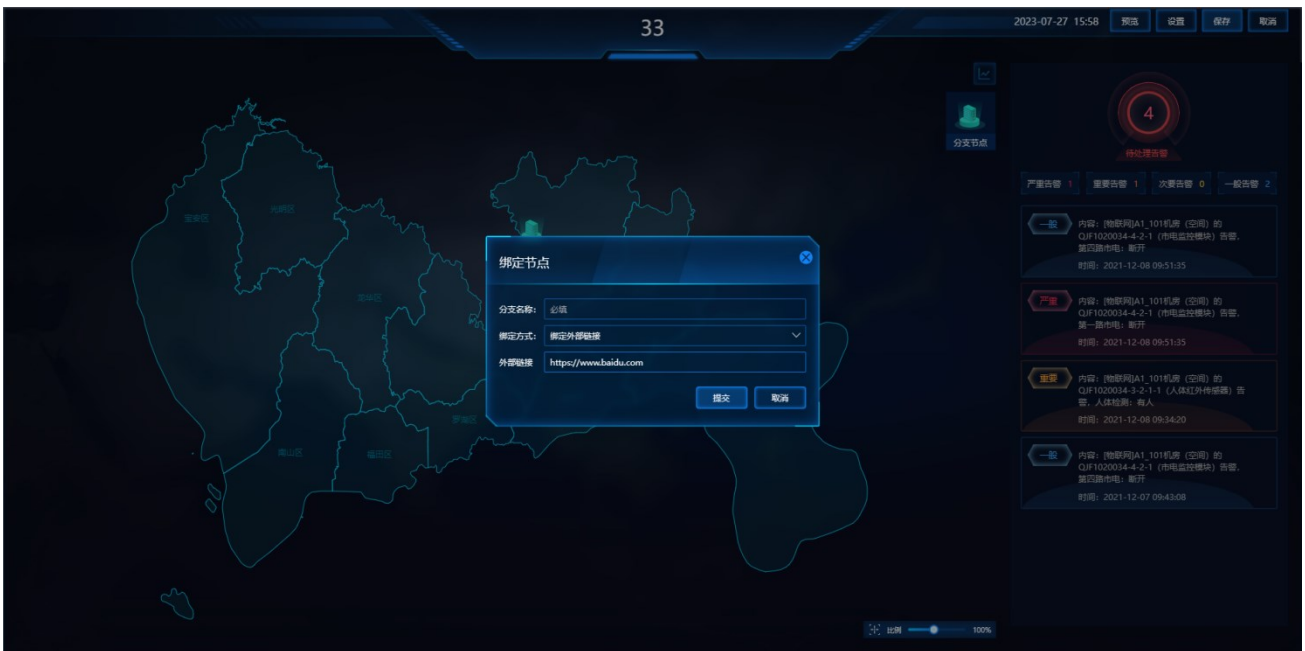 33
2023-07-27 15:58 预览 设置 保存 取消
分支节点
4
待处理告警
严重告警 1 重要告警 1 次要告警 0 一般告警 2
一般
内容: [物联网]A1_101机房 (空间) 的
QJF1020034-4-2-1 (市电监控模块) 告警,
第四路市电: 断开
时间: 2021-12-08 09:51:35
严重
内容: [物联网]A1_101机房 (空间) 的
QJF1020034-4-2-1 (市电监控模块) 告警,
第一路市电: 断开
时间: 2021-12-08 09:51:35
重要
内容: [物联网]A1_101机房 (空间) 的
QJF1020034-3-2-1-1 (人体红外传感器) 告
警, 人体检测: 有人
时间: 2021-12-08 09:34:20
一般
内容: [物联网]A1_101机房 (空间) 的
QJF1020034-4-2-1 (市电监控模块) 告警,
第四路市电: 断开
时间: 2021-12-07 09:43:08
宝安区
光明区
龙岗区
南山区
福田区
罗湖区
绑定节点
分支名称: 必填
绑定方式: 绑定外部链接
外部链接 https://www.baidu.com
提交 取消
比例 100%